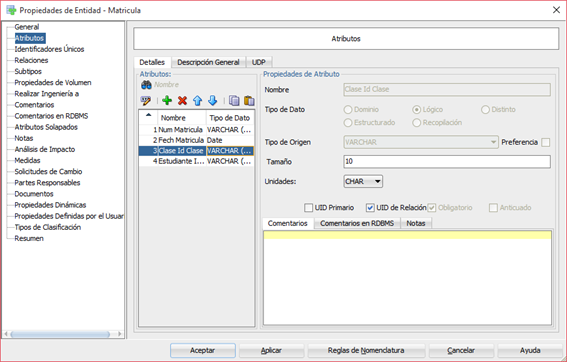 Propiedades de Entidad - Matricula
General
Atributos
Identificadores Únicos
Relaciones
Subtipos
Propiedades de Volumen
Realizar Ingeniería a
Comentarios
Comentarios en RDBMS
Atributos Solapados
Notas
Análisis de Impacto
Medidas
Solicitudes de Cambio
Partes Responsables
Documentos
Propiedades Dinámicas
Propiedades Definidas por el Usuar
Tipos de Clasificación
Resumen
Atributos
Detalles Descripción General UDP
Atributos:
Nombre
Nombre Tipo de Dato
1 Num Matricula VARCHAR (...
2 Fech Matricula Date
3 Clase Id Clase VARCHAR (...
4 Estudiante I... VARCHAR (...
Propiedades de Atributo
Nombre Clase Id Clase
Tipo de Dato Dominio Lógico Distinto
Estructurado Recopilación
Tipo de Origen VARCHAR Preferencia
Tamaño 10
Unidades: CHAR
UID Primario UID de Relación Obligatorio Anticuado
Comentarios Comentarios en RDBMS Notas
Aceptar Aplicar Reglas de Nomenclatura Cancelar Ayuda